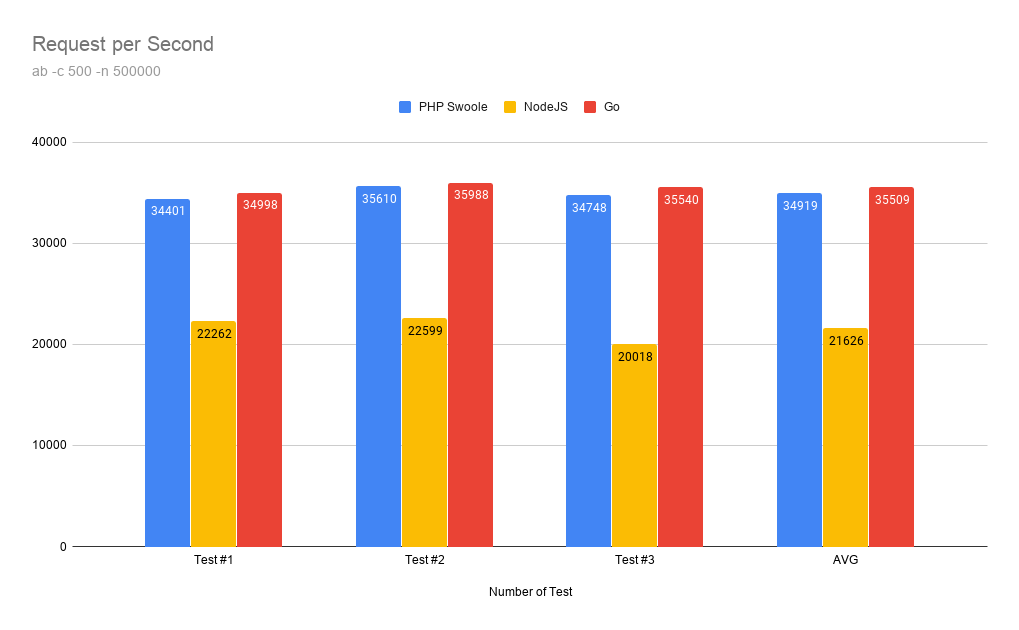 Request per Second
ab -c 500 -n 500000
PHP Swoole NodeJS Go
40000
30000
20000
10000
0
34401 22262 34998
35610 22599 35988
34748 20018 35540
34919 21626 35509
Test #1 Test #2 Test #3 AVG
Number of Test